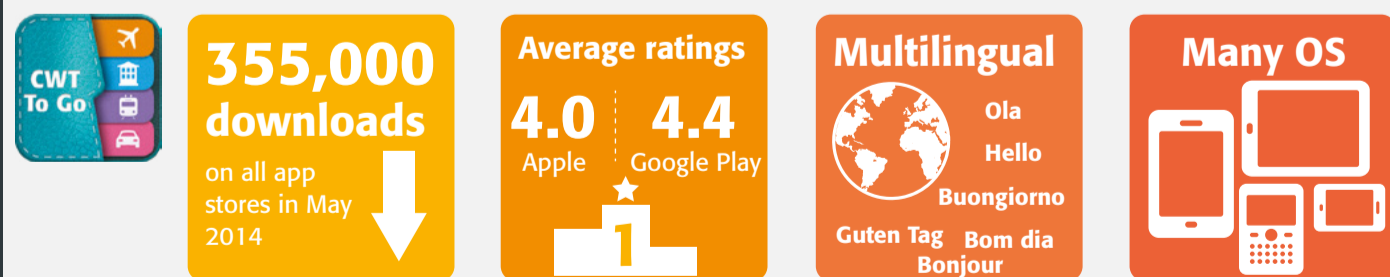 CWT
To Go
355,000
downloads
on all app
stores in May
2014
Average ratings
4.0
Apple
4.4
Google Play
1
Multilingual
Ola
Hello
Buongiorno
Guten Tag
Bom dia
Bonjour
Many OS